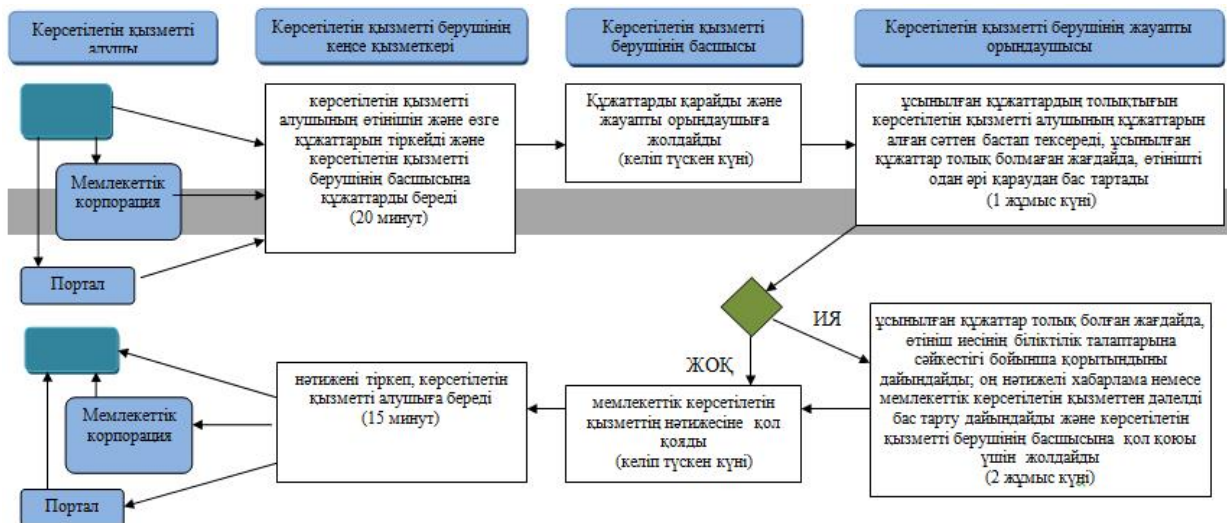 Көрсетілетін қызметті
алушы
Көрсетілетін қызметті берушінің
кеңсе қызметкері
Көрсетілетін қызметті
берушінің басшысы
Көрсетілетін қызметті берушінің жауапты
орындаушысы
көрсетілетін қызметті
алушының өтінішін және өзге
құжаттарын тіркейді және
көрсетілетін қызметті
берушінің басшысына
құжаттарды береді
(20 минут)
Құжаттарды қарайды және
жауапты орындаушыға
жолдайды
(келіп түскен күні)
ұсынылған құжаттардың толықтығын
көрсетілетін қызметті алушының құжаттарын
алған сәттен бастап тексереді, ұсынылған
құжаттар толық болмаған жағдайда, өтінішті
одан әрі қараудан бас тартады
(1 жұмыс күні)
Мемлекеттік
корпорация
Портал
ИЯ
ЖОҚ
ұсынылған құжаттар толық болған жағдайда,
өтініш иесінің біліктілік талаптарына
сәйкестігі бойынша қорытындыны
дайындайды; оң нәтижелі хабарлама немесе
мемлекеттік көрсетілетін қызметтен дәлелді
бас тарту дайындайды және көрсетілетін
қызметті берушінің басшысына қол қоюы
үшін жолдайды
(2 жұмыс күні)
мемлекеттік көрсетілетін
қызметтің нәтижесіне қол
қояды
(келіп түскен күні)
нәтижені тіркеп, көрсетілетін
қызметті алушыға береді
(15 минут)
Мемлекеттік
корпорация
Портал